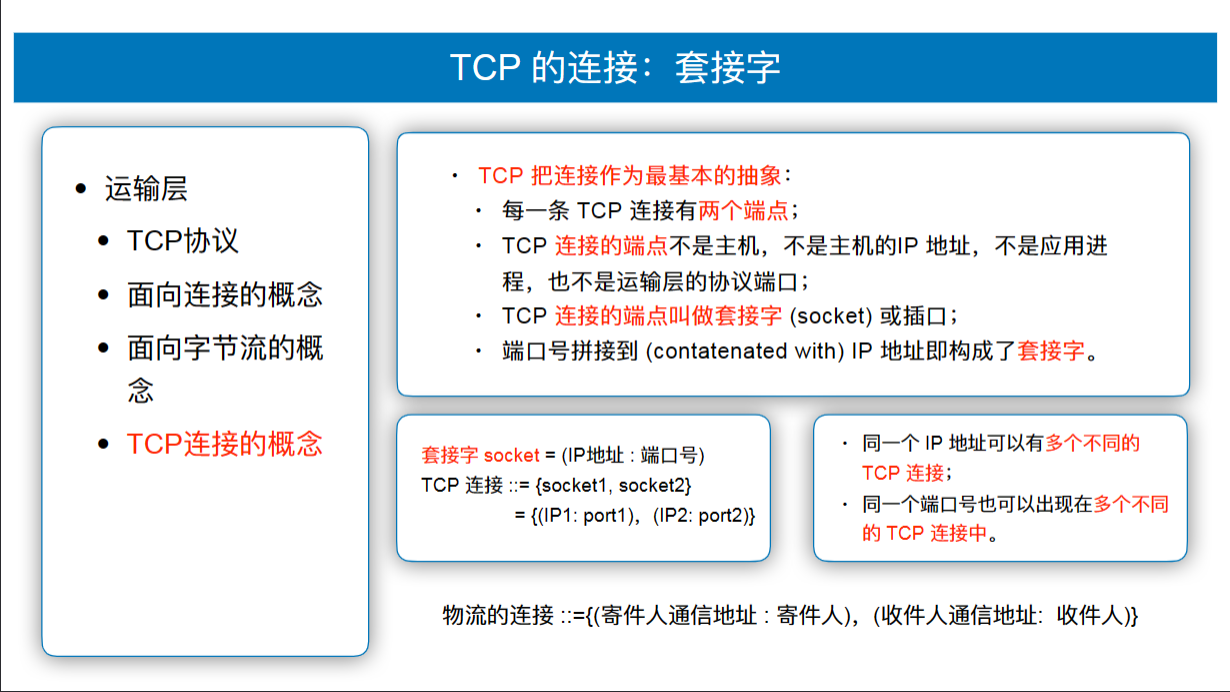 TCP 的连接：套接字
• 运输层
• TCP协议
• 面向连接的概念
• 面向字节流的概
念
• TCP连接的概念
• TCP 把连接作为最基本的抽象：
• 每一条 TCP 连接有两个端点；
• TCP 连接的端点不是主机，不是主机的IP 地址，不是应用进
程，也不是运输层的协议端口；
• TCP 连接的端点叫做套接字 (socket) 或插口；
• 端口号拼接到 (contatenated with) IP 地址即构成了套接字。
套接字 socket = (IP地址 : 端口号)
TCP 连接 ::= {socket1, socket2}
= {(IP1: port1)，(IP2: port2)}
• 同一个 IP 地址可以有多个不同的
TCP 连接；
• 同一个端口号也可以出现在多个不同
的 TCP 连接中。
物流的连接 ::={(寄件人通信地址 : 寄件人)，(收件人通信地址：收件人)}